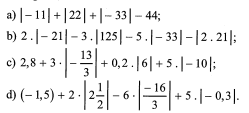 a) |− 11| + |22| + |− 33| − 44;
b) 2 . |− 21| − 3 . |125| − 5 . |− 33| − |2 . 21|;
c) 2,8 + 3 · |− 13/3| + 0,2 . |6| + 5 . |− 10|;
d) (− 1,5) + 2 · |2 1/2| − 6 · |−16/3| + 5 . |− 0,3|.